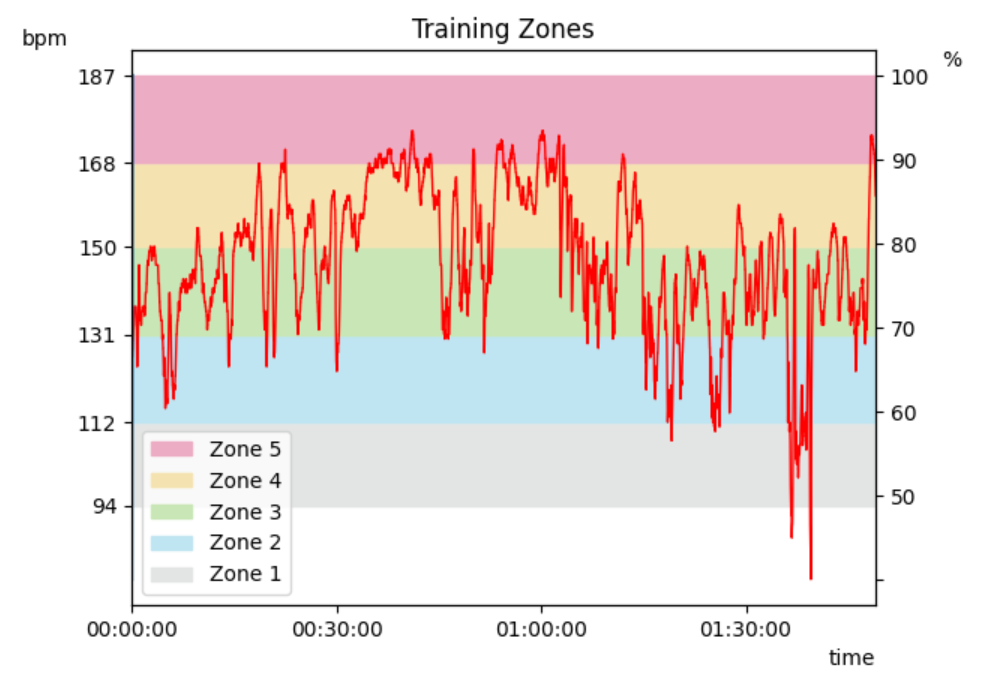 Training Zones
bpm
%
187
168
150
131
112
94
100
90
80
70
60
50
Zone 5
Zone 4
Zone 3
Zone 2
Zone 1
00:00:00
00:30:00
01:00:00
01:30:00
time